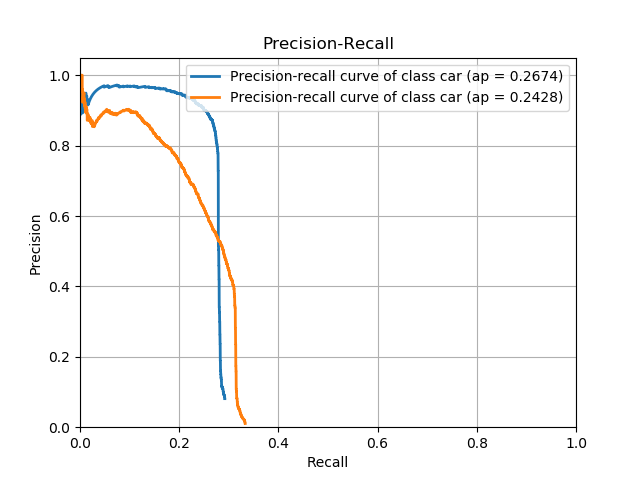 Precision-Recall
Precision-recall curve of class car (ap = 0.2674)
Precision-recall curve of class car (ap = 0.2428)
1.0
0.8
0.6
0.4
0.2
0.0
Precision
0.0 0.2 0.4 0.6 0.8 1.0
Recall